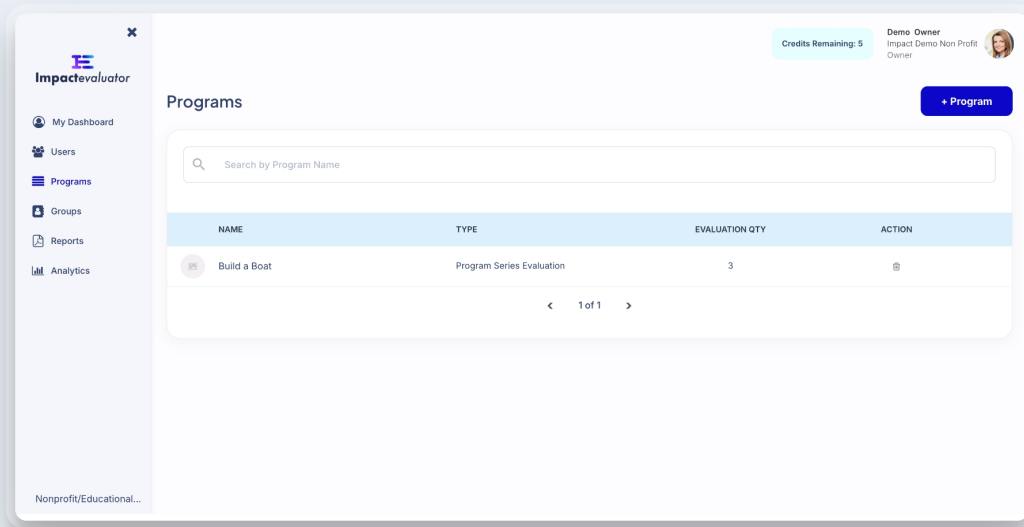 Impactevaluator
My Dashboard
Users
Programs
Groups
Reports
Analytics
Nonprofit/Educational...
Credits Remaining: 5
Demo Owner
Impact Demo Non Profit
Owner
Programs
+ Program
Search by Program Name
NAME TYPE EVALUATION QTY ACTION
Build a Boat Program Series Evaluation 3
1 of 1